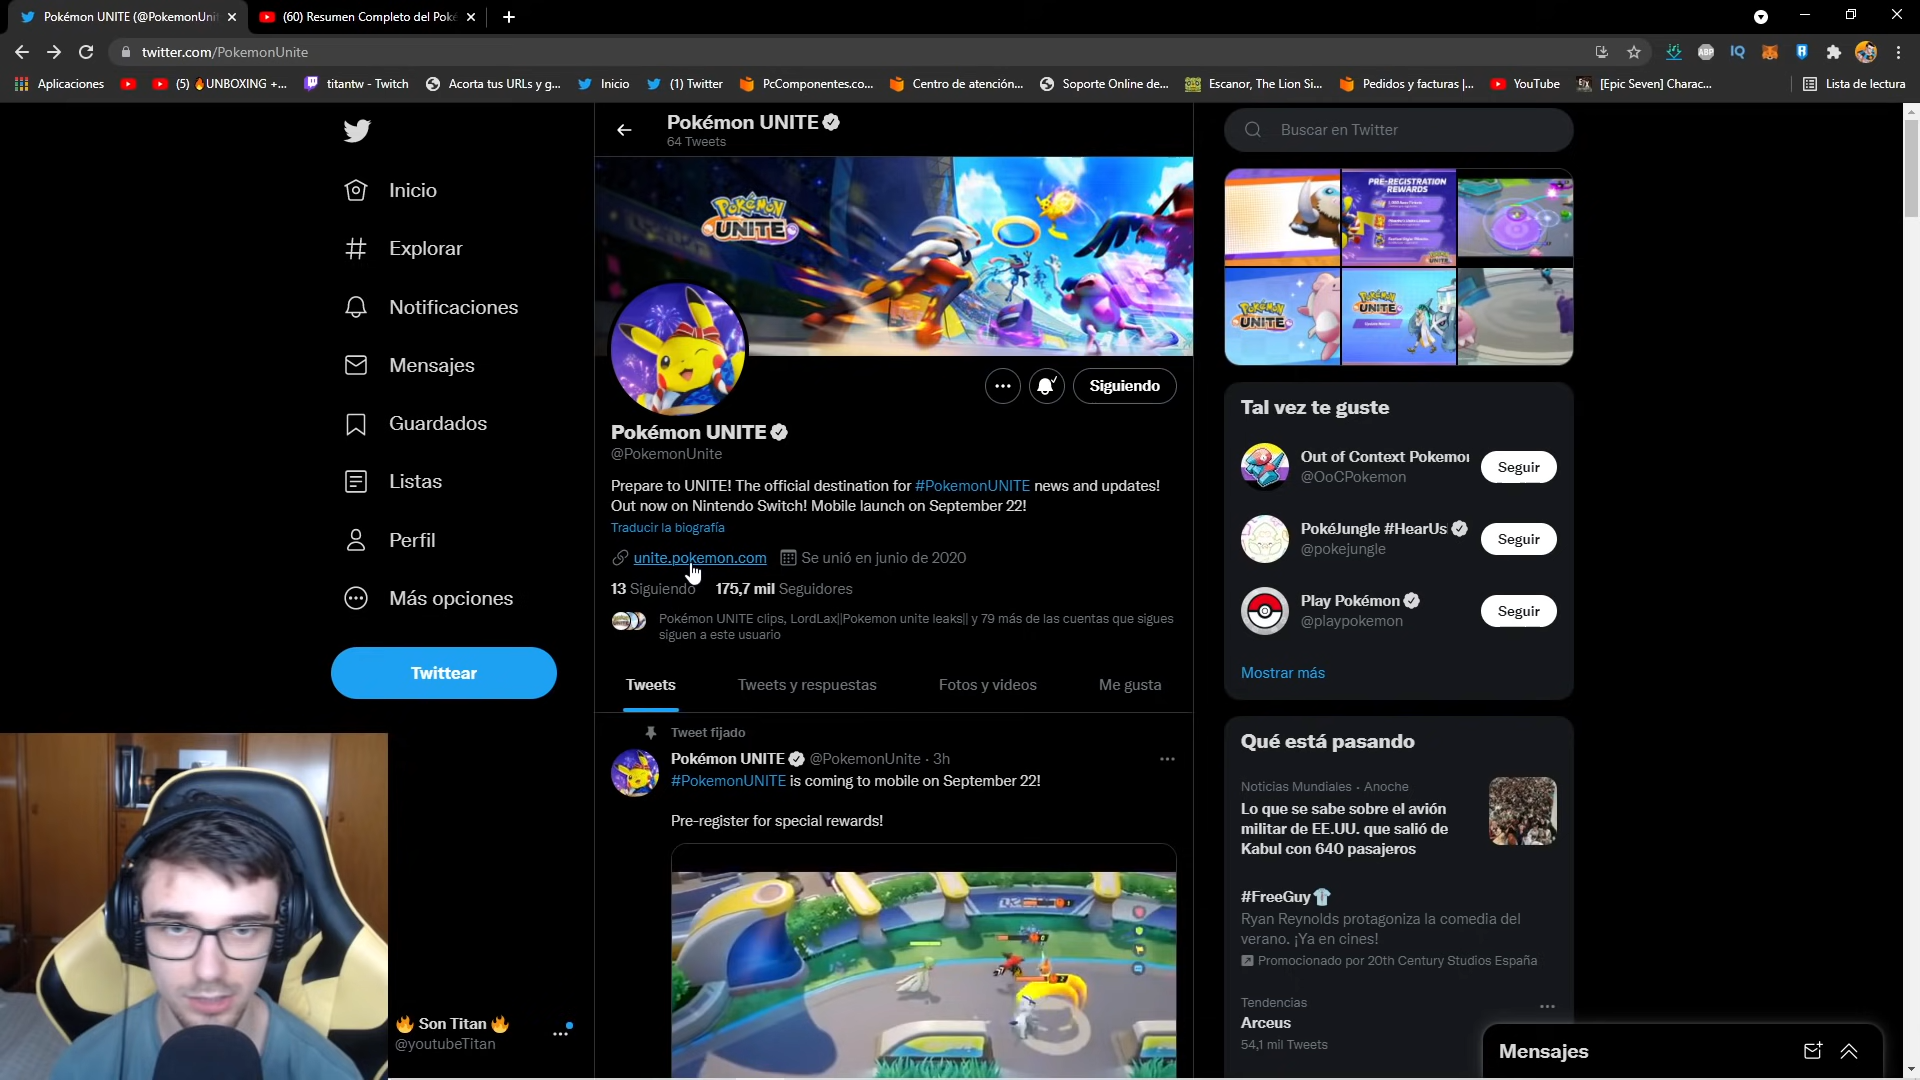 Pokémon UNITE (@PokemonUni
(60) Resumen Completo del Poké
twitter.com/PokemonUnite
Aplicaciones
(5) 🔥UNBOXING +...
titantw - Twitch
Acorta tus URLs y g...
Inicio
(1) Twitter
PcComponentes.co...
Centro de atención...
Soporte Online de...
Escanor, The Lion Si...
Pedidos y facturas |...
YouTube
[Epic Seven] Charac...
Lista de lectura
Inicio
Explorar
Notificaciones
Mensajes
Guardados
Listas
Perfil
Más opciones
Twittear
🔥 Son Titan 🔥
@youtubeTitan
Pokémon UNITE
64 Tweets
POKÉMON
UNITE
Siguiendo
Pokémon UNITE
@PokemonUnite
Prepare to UNITE! The official destination for #PokemonUNITE news and updates!
Out now on Nintendo Switch! Mobile launch on September 22!
Traducir la biografía
unite.pokemon.com Se unió en junio de 2020
13 Siguiendo 175,7 mil Seguidores
Pokémon UNITE clips, LordLax||Pokemon unite leaks|| y 79 más de las cuentas que sigues
siguen a este usuario
Tweets
Tweets y respuestas
Fotos y videos
Me gusta
Tweet fijado
Pokémon UNITE @PokemonUnite · 3h
#PokemonUNITE is coming to mobile on September 22!
Pre-register for special rewards!
Buscar en Twitter
PRE-REGISTRATION
REWARDS
POKÉMON
UNITE
POKÉMON
UNITE
Tal vez te guste
Out of Context Pokemon
@OoCPokemon
Seguir
PokéJungle #HearUs
@pokejungle
Seguir
Play Pokémon
@playpokemon
Seguir
Mostrar más
Qué está pasando
Noticias Mundiales · Anoche
Lo que se sabe sobre el avión
militar de EE.UU. que salió de
Kabul con 640 pasajeros
#FreeGuy
Ryan Reynolds protagoniza la comedia del
verano. ¡Ya en cines!
Promocionado por 20th Century Studios España
Tendencias
Arceus
54,1 mil Tweets
Mensajes